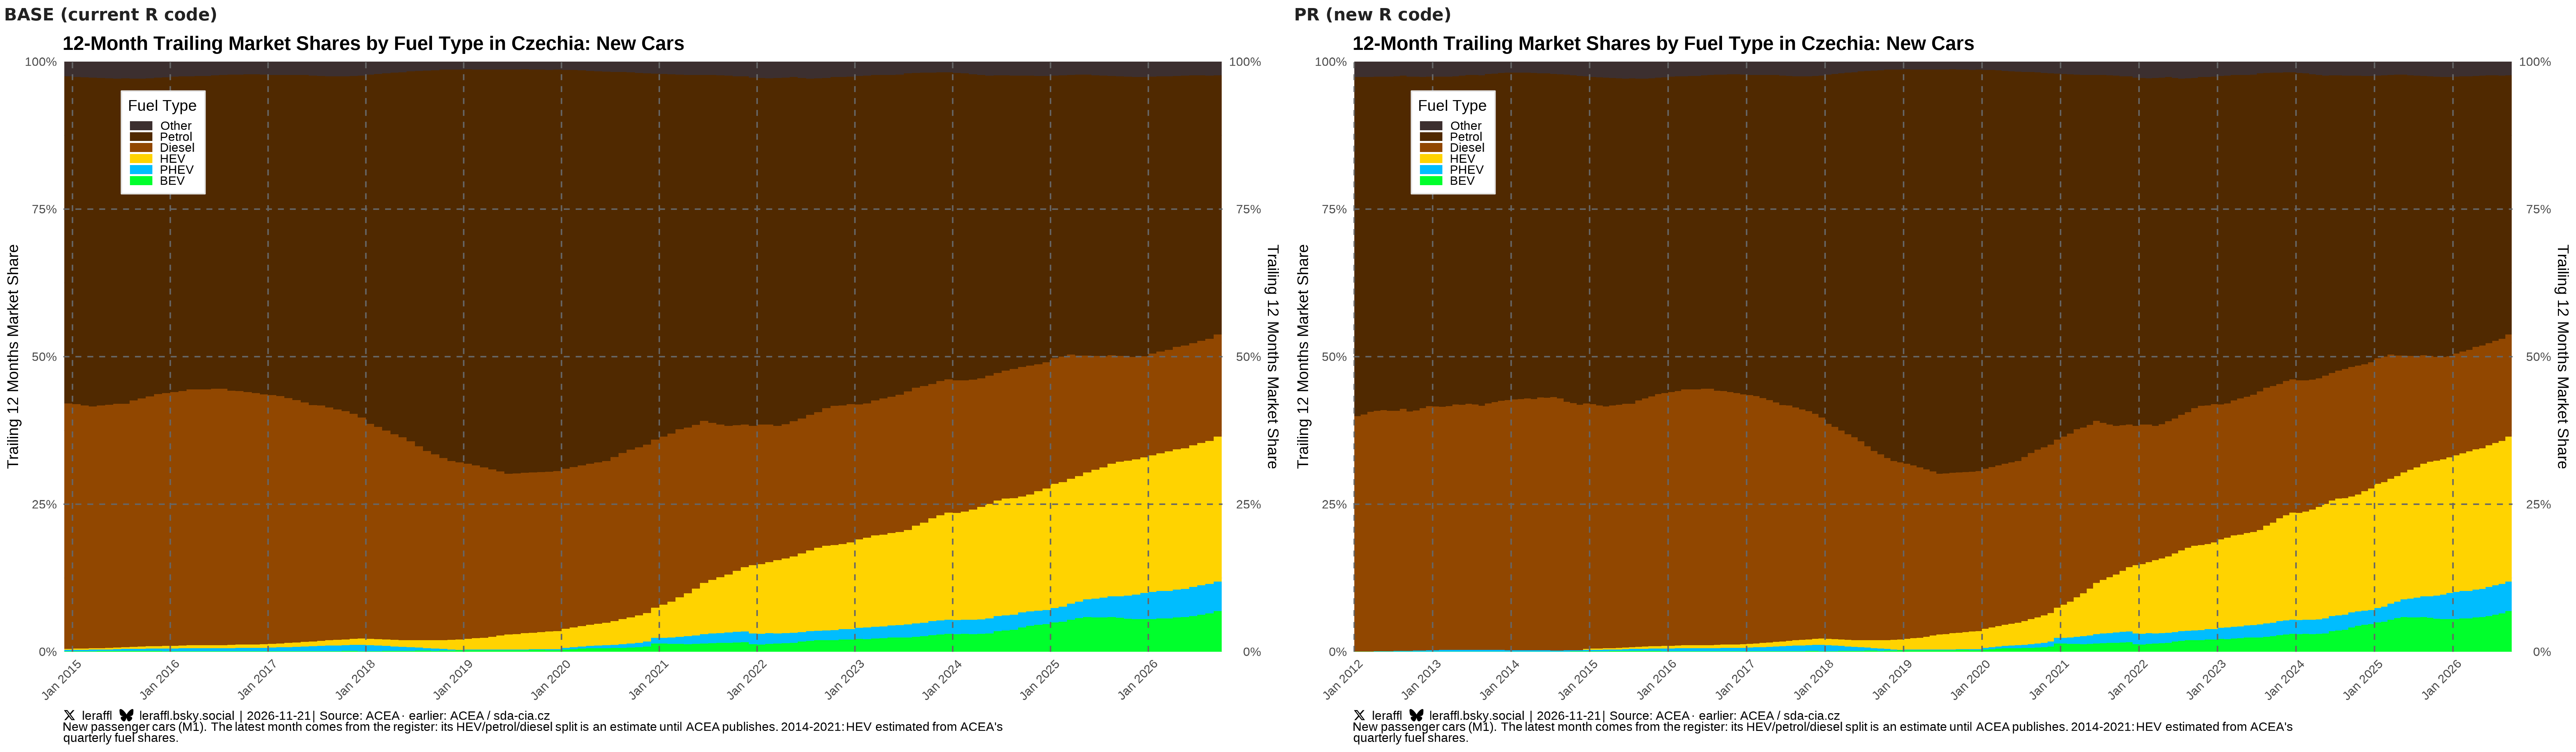 BASE (current R code)
12-Month Trailing Market Shares by Fuel Type in Czechia: New Cars
Trailing 12 Months Market Share
100%
75%
50%
25%
0%
Fuel Type
Other
Petrol
Diesel
HEV
PHEV
BEV
100%
75%
50%
25%
0%
Trailing 12 Months Market Share
Jan 2015
Jan 2016
Jan 2017
Jan 2018
Jan 2019
Jan 2020
Jan 2021
Jan 2022
Jan 2023
Jan 2024
Jan 2025
Jan 2026
leraffl leraffl.bsky.social | 2026-11-21| Source: ACEA · earlier: ACEA / sda-cia.cz
New passenger cars (M1). The latest month comes from the register: its HEV/petrol/diesel split is an estimate until ACEA publishes. 2014-2021: HEV estimated from ACEA's
quarterly fuel shares.
PR (new R code)
12-Month Trailing Market Shares by Fuel Type in Czechia: New Cars
Trailing 12 Months Market Share
100%
75%
50%
25%
0%
Fuel Type
Other
Petrol
Diesel
HEV
PHEV
BEV
100%
75%
50%
25%
0%
Trailing 12 Months Market Share
Jan 2012
Jan 2013
Jan 2014
Jan 2015
Jan 2016
Jan 2017
Jan 2018
Jan 2019
Jan 2020
Jan 2021
Jan 2022
Jan 2023
Jan 2024
Jan 2025
Jan 2026
leraffl leraffl.bsky.social | 2026-11-21| Source: ACEA · earlier: ACEA / sda-cia.cz
New passenger cars (M1). The latest month comes from the register: its HEV/petrol/diesel split is an estimate until ACEA publishes. 2014-2021: HEV estimated from ACEA's
quarterly fuel shares.